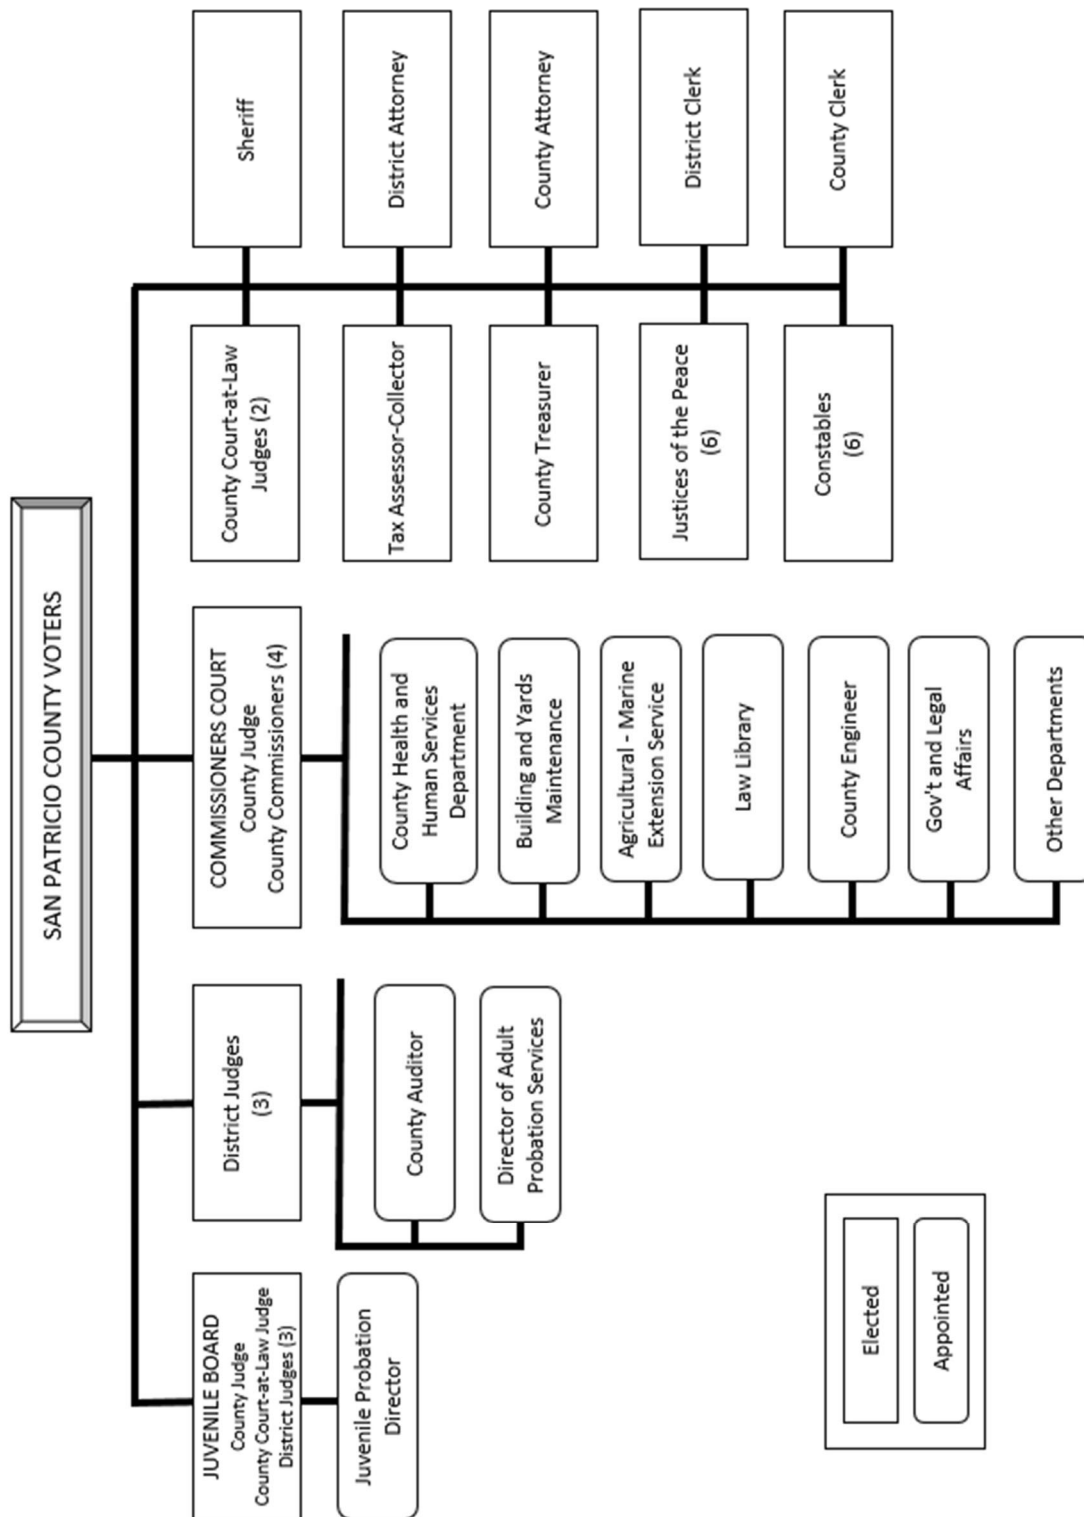 SAN PATRICIO COUNTY VOTERS
JUVENILE BOARD
County Judge
County Court-at-Law Judge
District Judges (3)
Juvenile Probation
Director
District Judges
(3)
County Auditor
Director of Adult
Probation Services
COMMISSIONERS COURT
County Judge
County Commissioners (4)
County Health and
Human Services
Department
Building and Yards
Maintenance
Agricultural - Marine
Extension Service
Law Library
County Engineer
Gov't and Legal
Affairs
Other Departments
County Court-at-Law
Judges (2)
Sheriff
Tax Assessor-Collector
District Attorney
County Treasurer
County Attorney
Justices of the Peace
(6)
District Clerk
Constables
(6)
County Clerk
Elected
Appointed